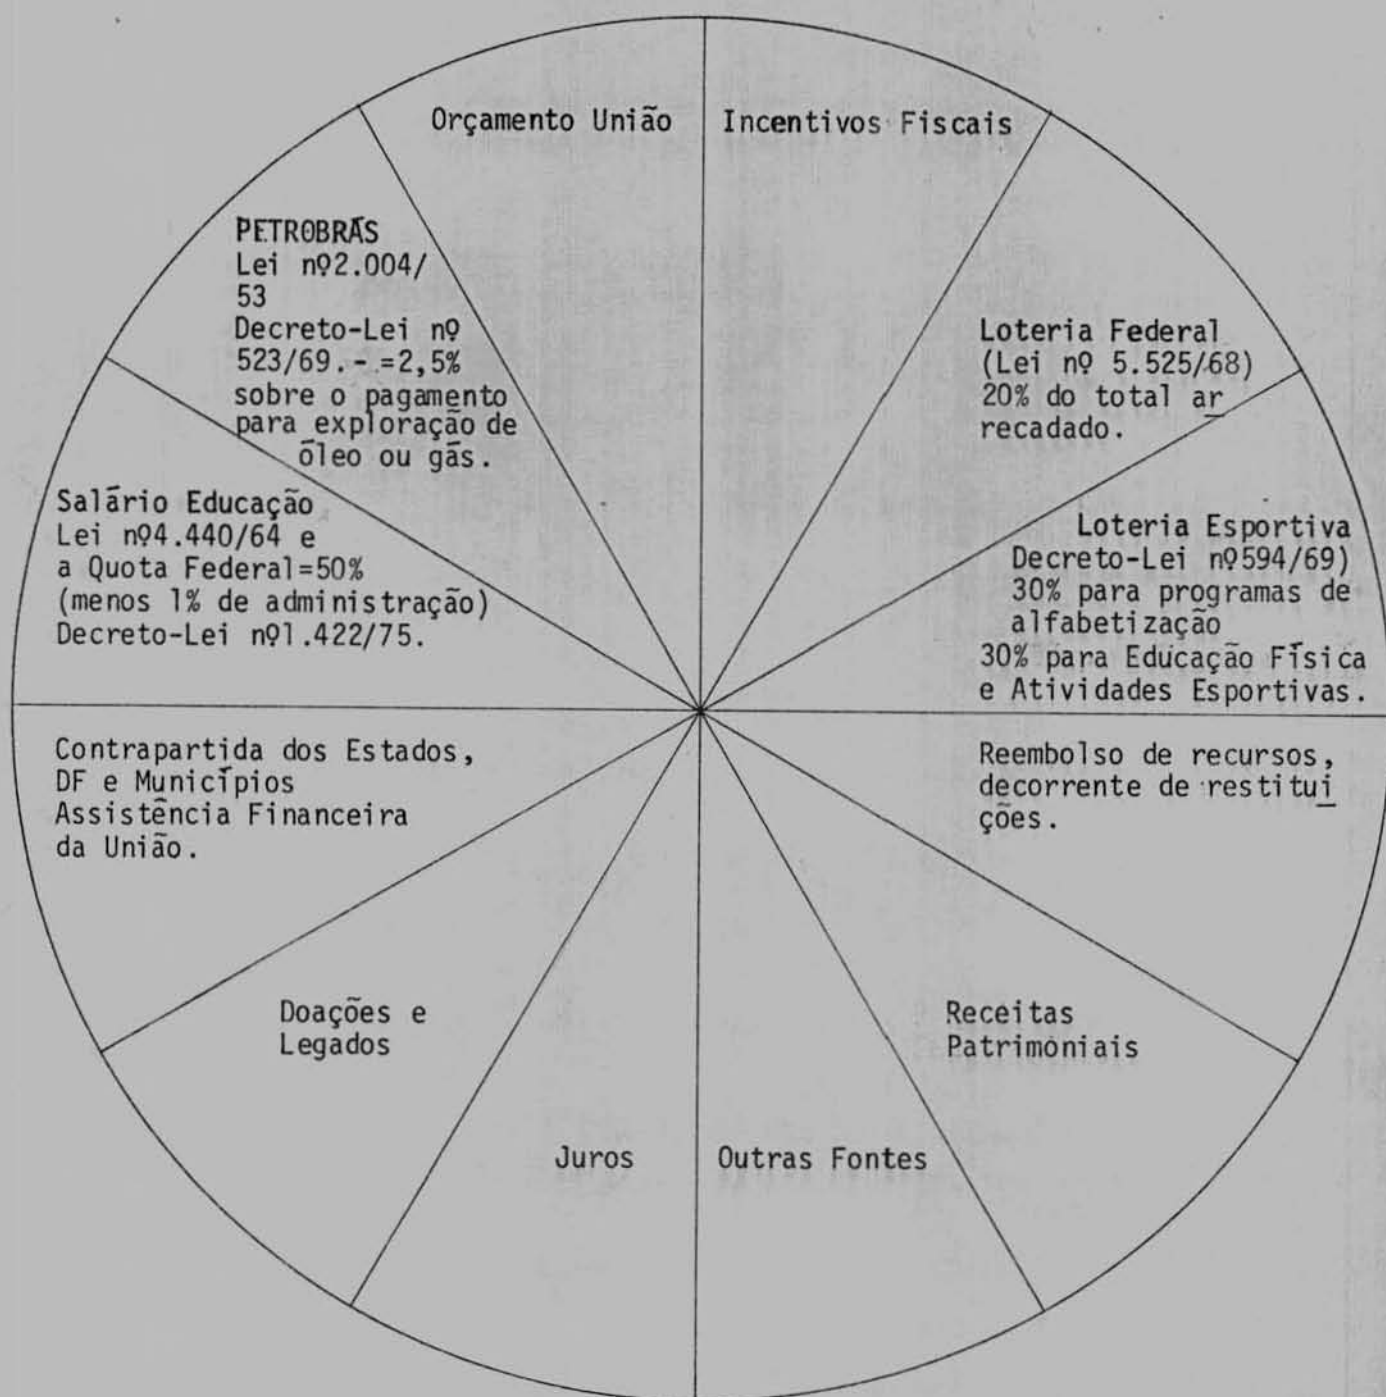 Orçamento União
Incentivos Fiscais
PETROBRÃS
Lei nº2.004/
53
Decreto-Lei nº
523/69.- =2,5%
sobre o pagamento
para exploração de
óleo ou gãs.
Loteria Federal
(Lei nº 5.525/68)
20% do total ar
recadado.
Salário Educação
Lei nº4.440/64 e
a Quota Federal=50%
(menos 1% de administração)
Decreto-Lei nº1.422/75.
Loteria Esportiva
Decreto-Lei nº594/69)
30% para programas de
alfabetização
30% para Educação Física
e Atividades Esportivas.
Contrapartida dos Estados,
DF e Municípios
Assistência Financeira
da União.
Reembolso de recursos,
decorrente de restitui
ções.
Doações e
Legados
Receitas
Patrimoniais
Juros
Outras Fontes